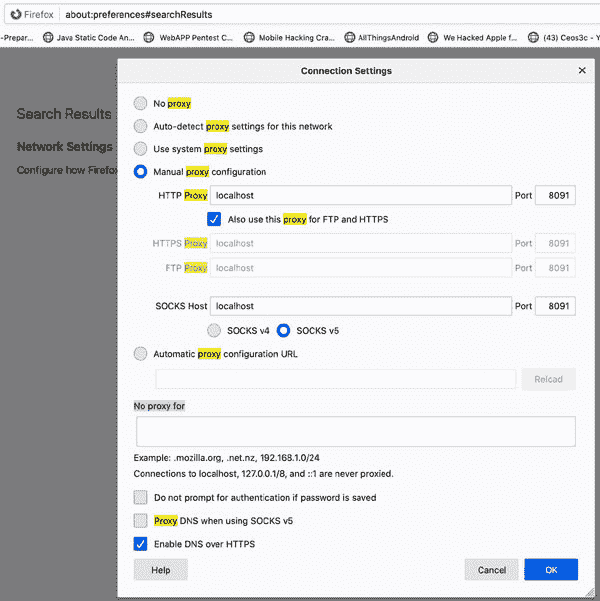 Firefox about:preferences#searchResults
-Prepar... Java Static Code An... WebAPP Pentest C... Mobile Hacking Cra... AllThingsAndroid We Hacked Apple f... (43) Ceos3c - Y
Connection Settings
Search Results
Network Settings
Configure how Firefox
No proxy
Auto-detect proxy settings for this network
Use system proxy settings
Manual proxy configuration
HTTP Proxy localhost Port 8091
Also use this proxy for FTP and HTTPS
HTTPS Proxy localhost Port 8091
FTP Proxy localhost Port 8091
SOCKS Host localhost Port 8091
SOCKS v4 SOCKS v5
Automatic proxy configuration URL
Reload
No proxy for
Example: .mozilla.org, .net.nz, 192.168.1.0/24
Connections to localhost, 127.0.0.1/8, and ::1 are never proxied.
Do not prompt for authentication if password is saved
Proxy DNS when using SOCKS v5
Enable DNS over HTTPS
Help Cancel OK